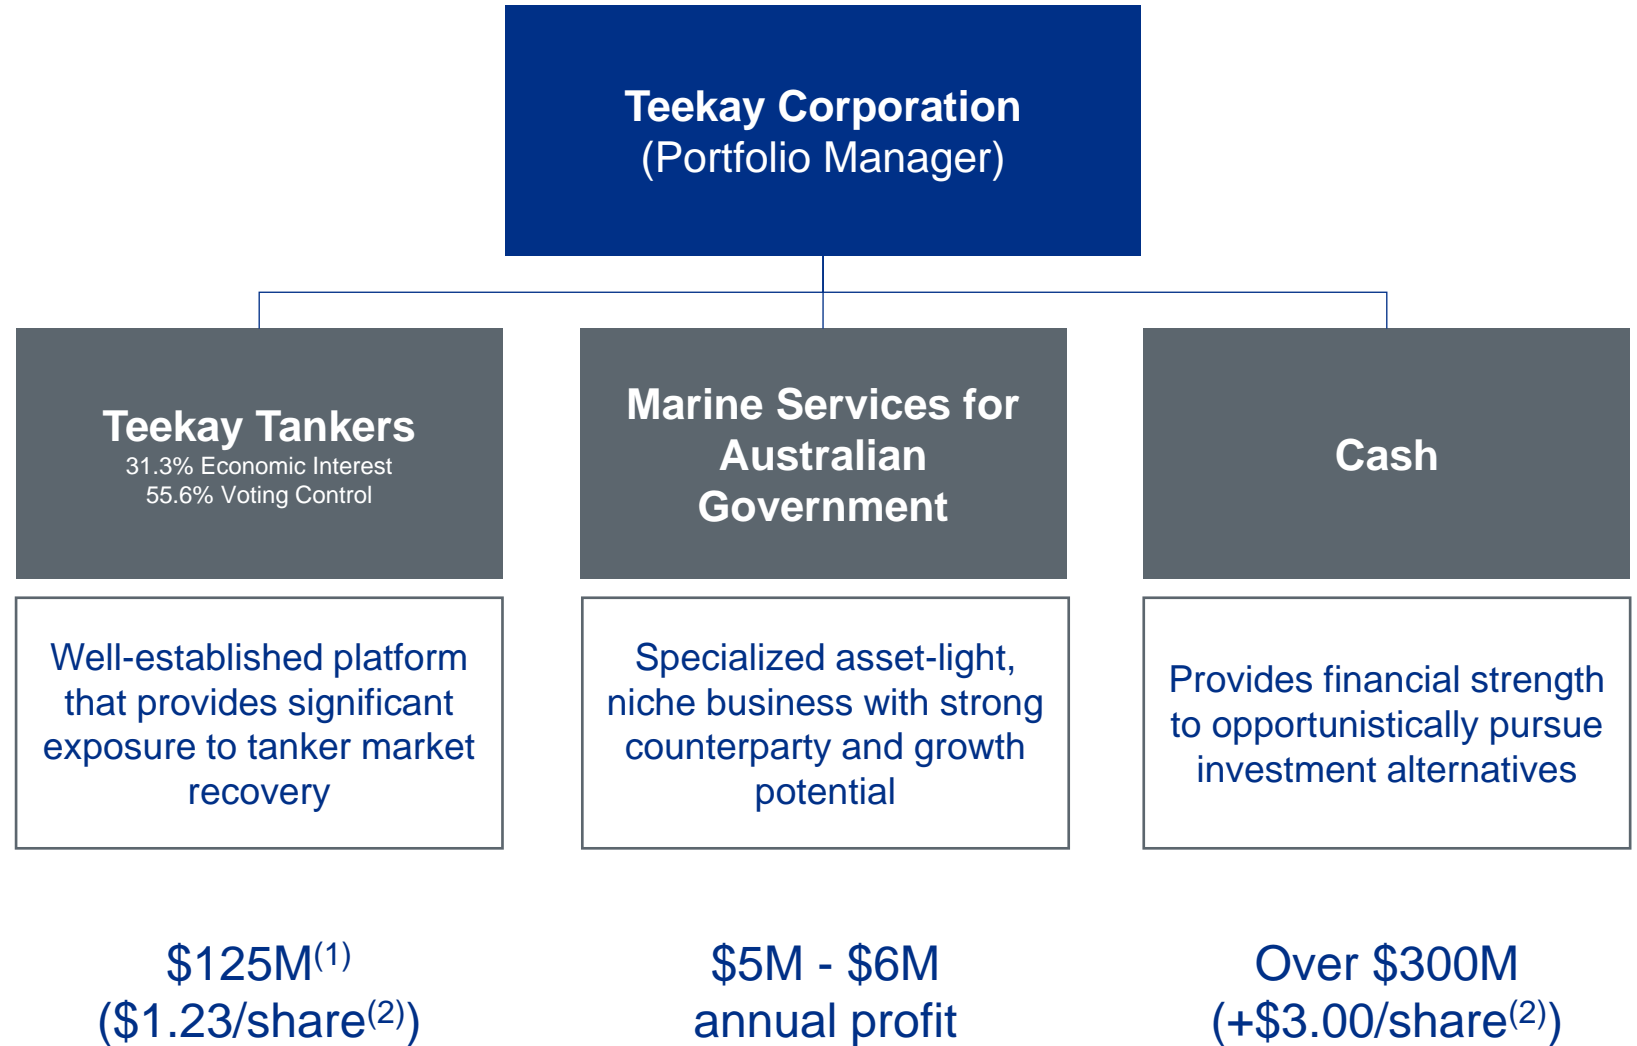 Teekay Corporation
(Portfolio Manager)
Teekay Tankers
31.3% Economic Interest
55.6% Voting Control
Marine Services for
Australian
Government
Cash
Well-established platform
that provides significant
exposure to tanker market
recovery
Specialized asset-light,
niche business with strong
counterparty and growth
potential
Provides financial strength
to opportunistically pursue
investment alternatives
$125M(1)
($1.23/share(2))
$5M - $6M
annual profit
Over $300M
(+$3.00/share(2))